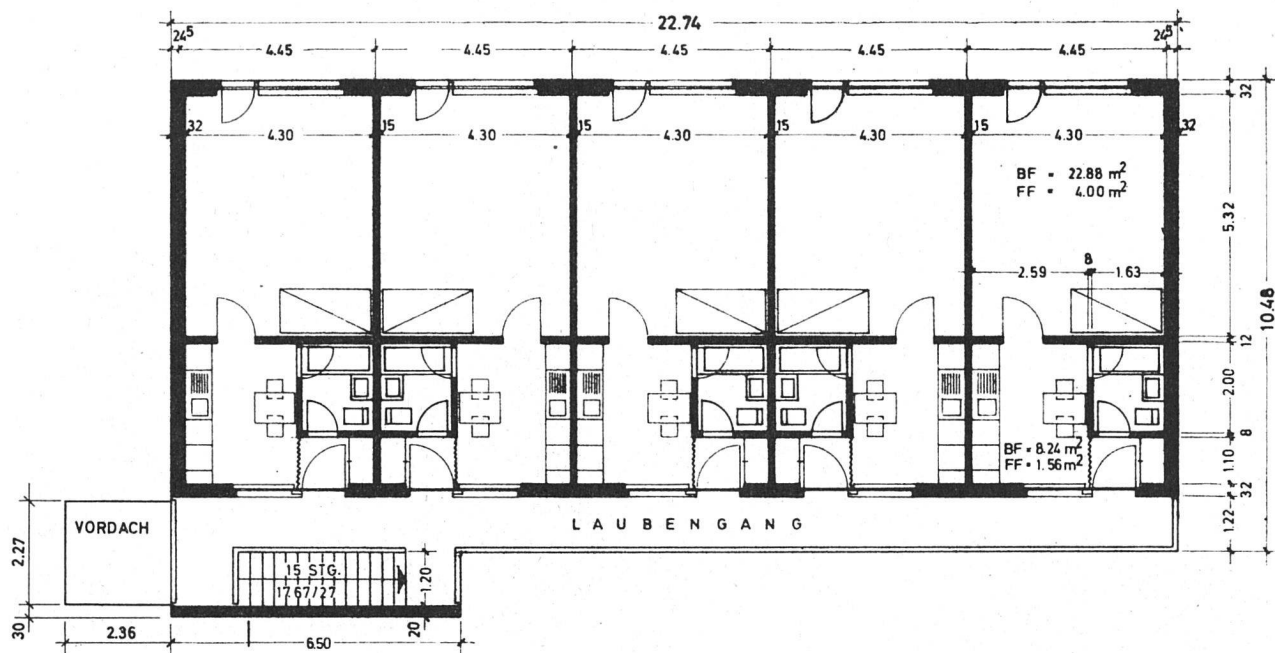 22.74
24⁵ 4.45 4.45 4.45 4.45 4.45 24⁵
32 4.30 15 4.30 15 4.30 15 4.30 15 4.30 32
32
BF = 22.88 m²
FF = 4.00 m²
5.32
2.59 8 1.63
10.48
12
2.00
8
BF = 8.24 m²
FF = 1.56 m²
1.10
32
1.22
VORDACH
LAUBENGANG
2.27
15 STG.
17.67/27
1.20
30
20
2.36
6.50